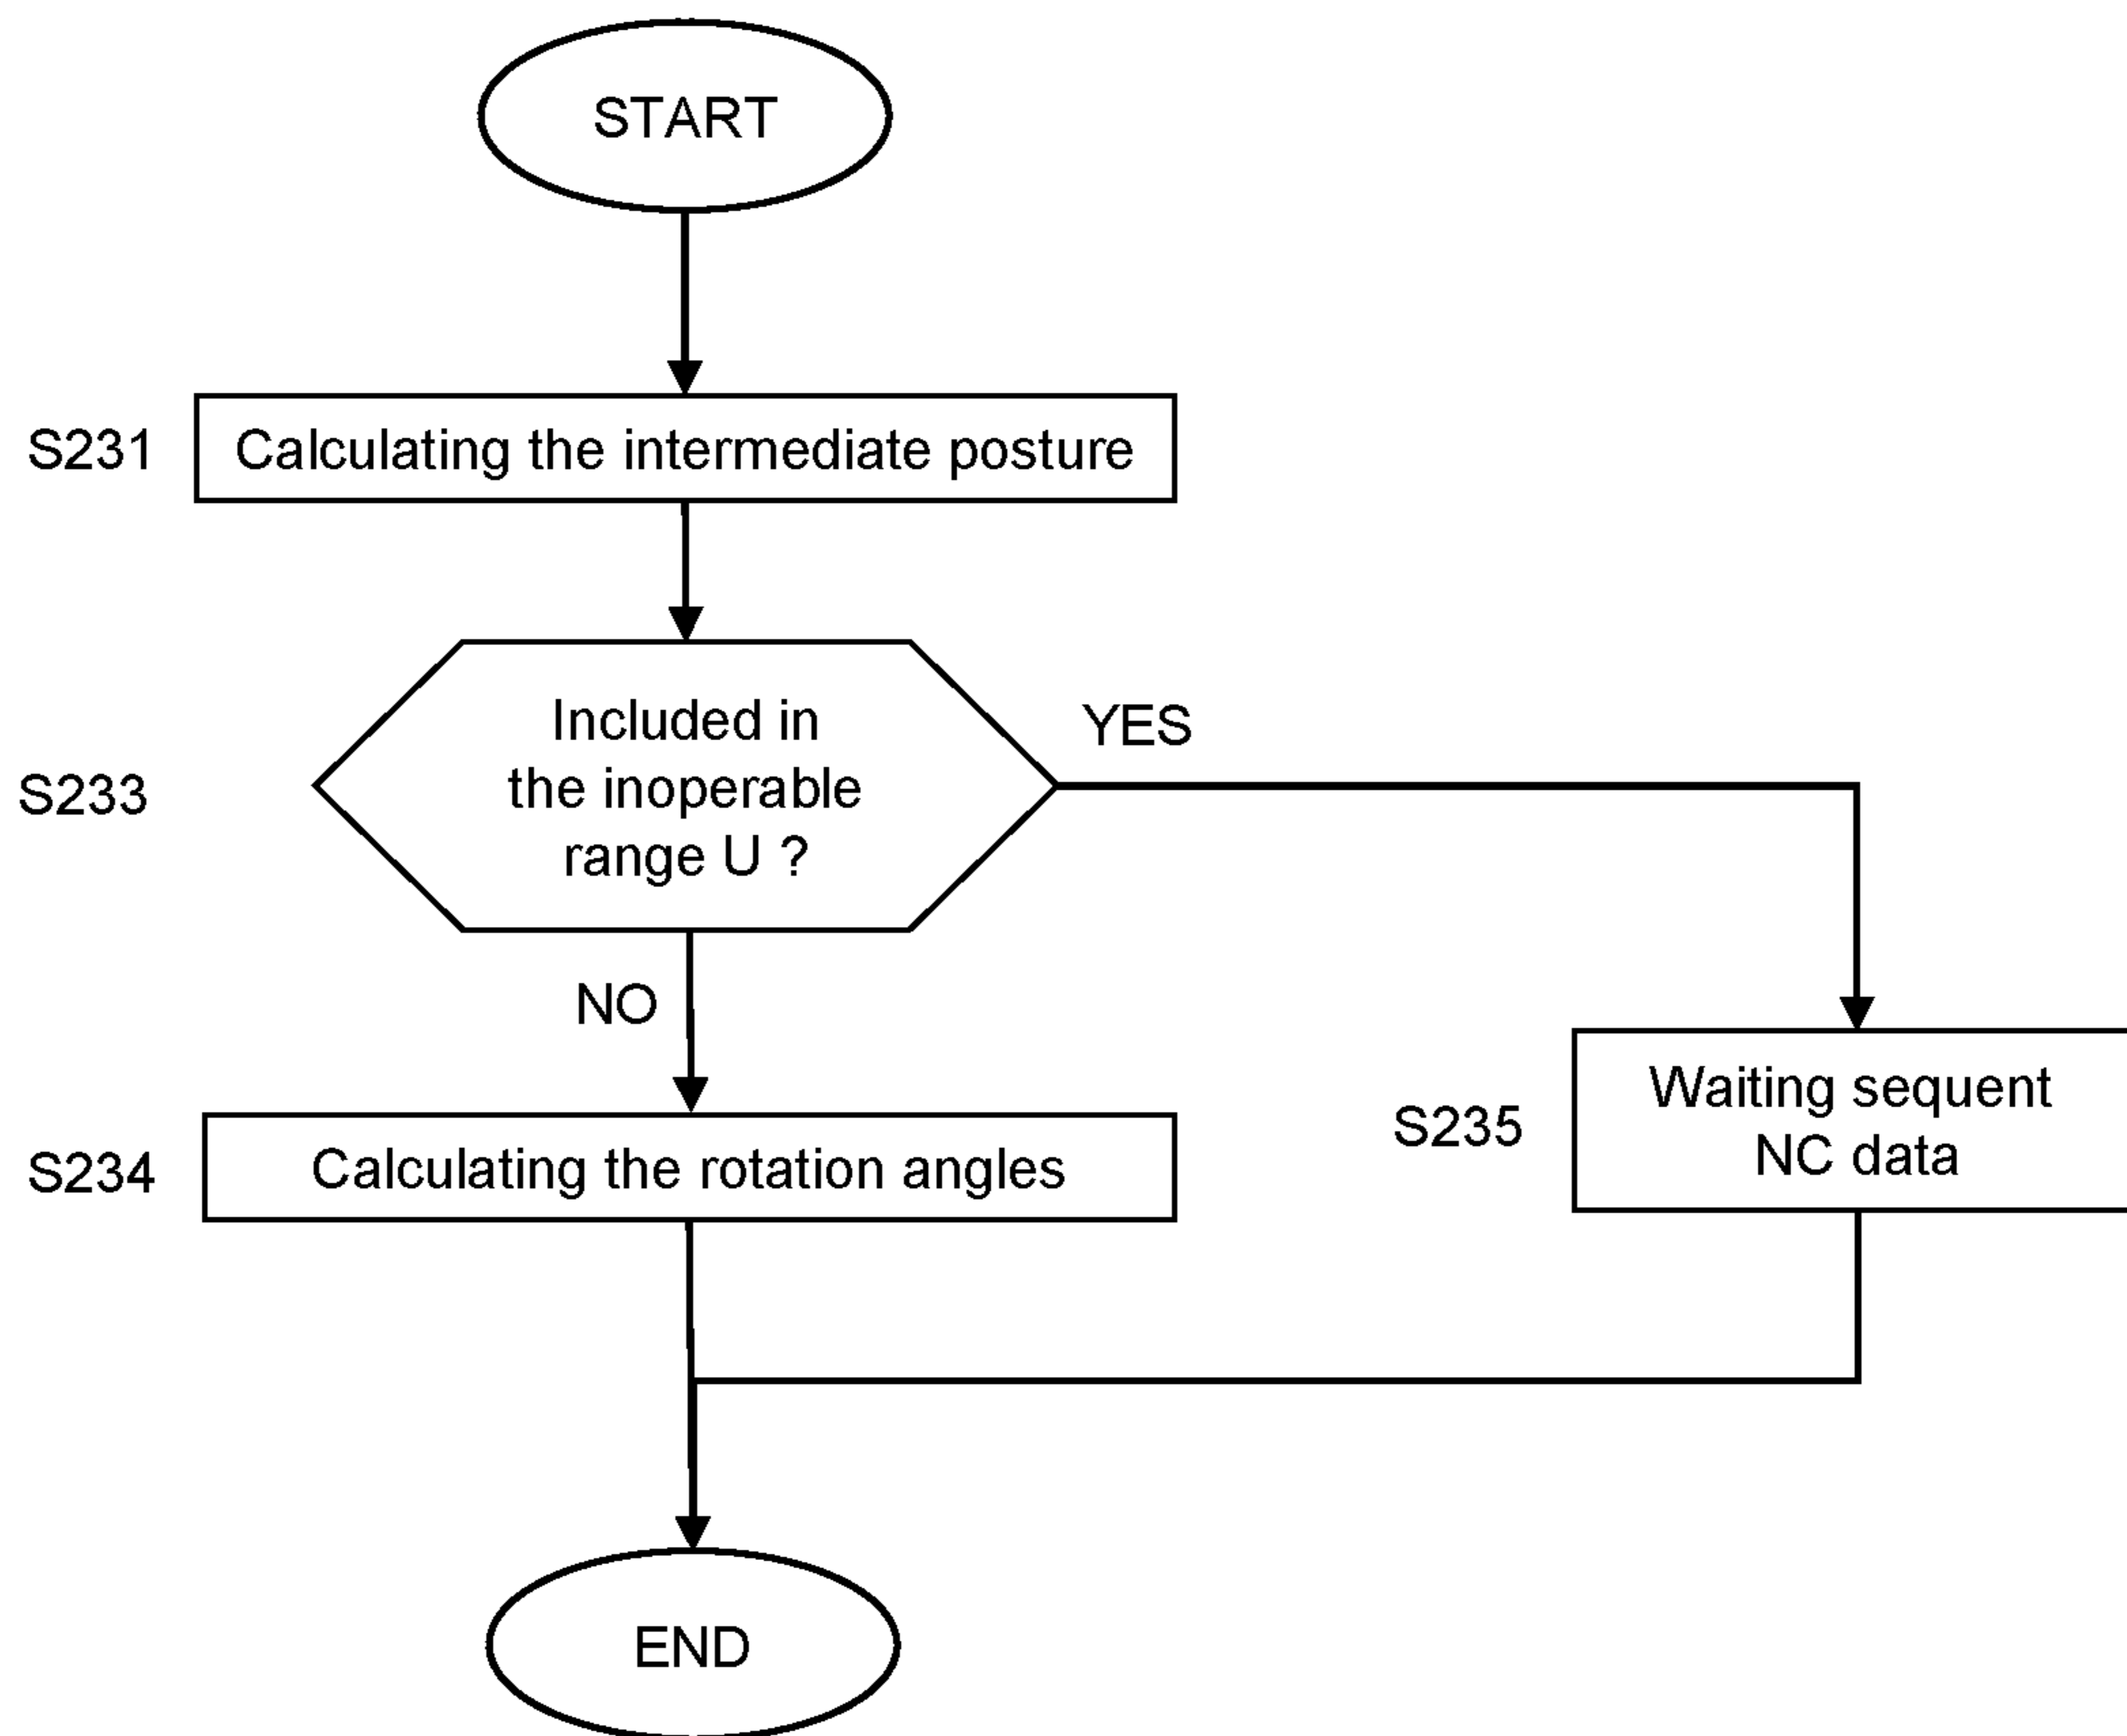 START
S231
Calculating the intermediate posture
S233
Included in
the inoperable
range U ?
YES
NO
S234
Calculating the rotation angles
S235
Waiting sequent
NC data
END